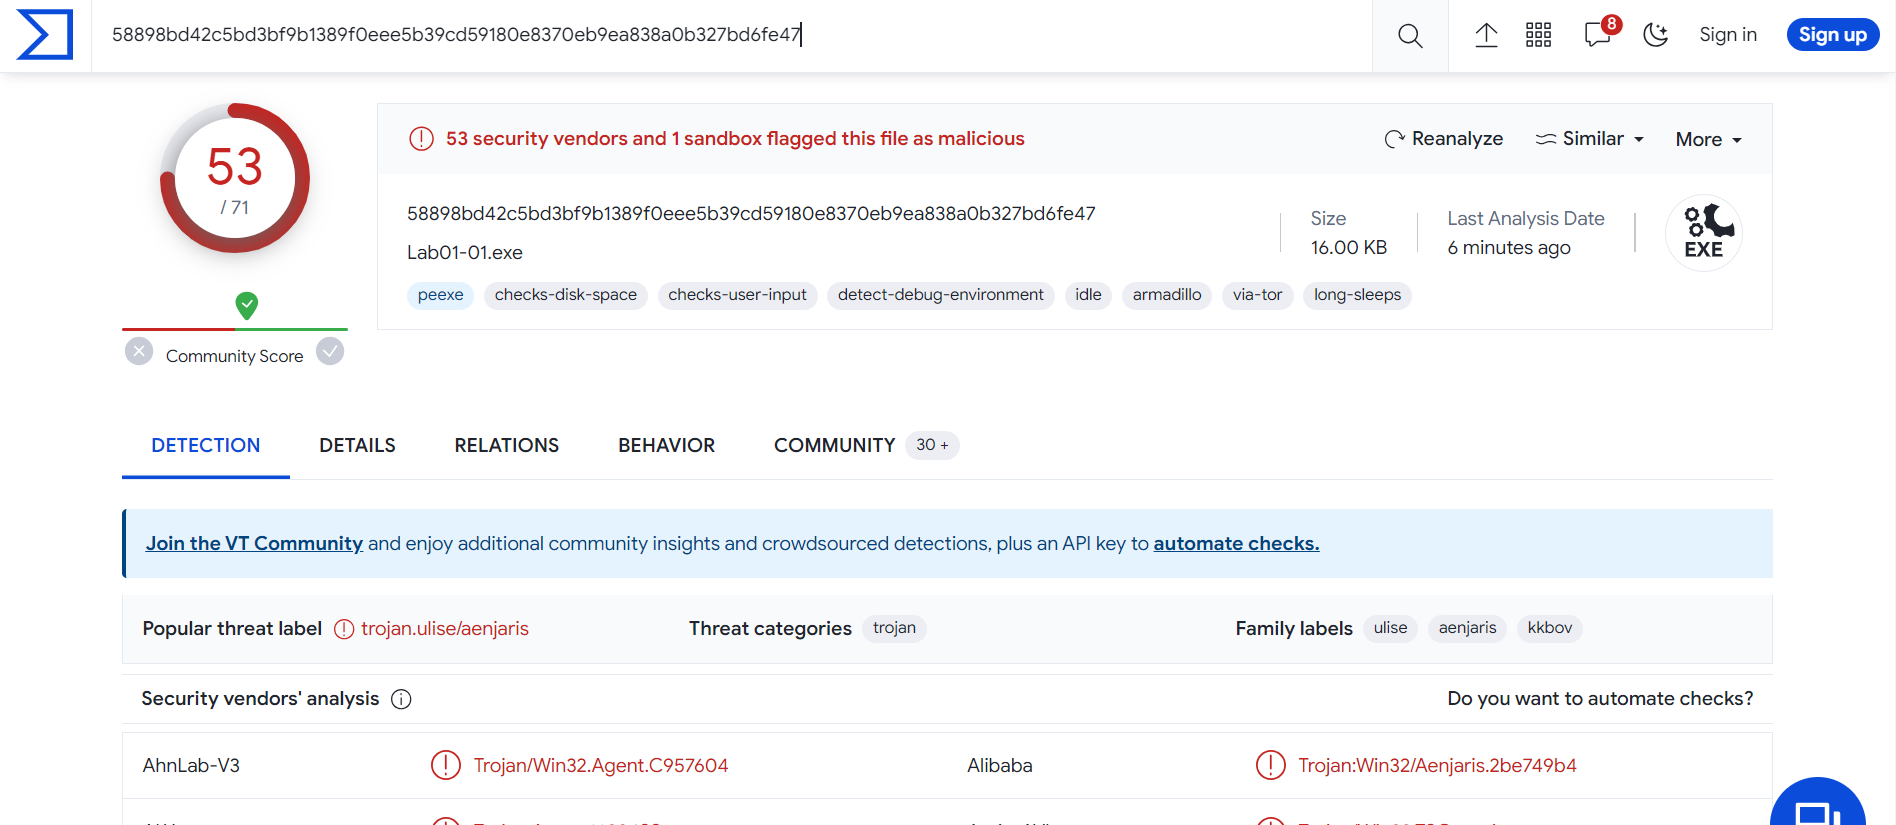 58898bd42c5bd3bf9b1389f0eee5b39cd59180e8370eb9ea838a0b327bd6fe47
8
Sign in
Sign up
53
/ 71
Community Score
53 security vendors and 1 sandbox flagged this file as malicious
Reanalyze
Similar
More
58898bd42c5bd3bf9b1389f0eee5b39cd59180e8370eb9ea838a0b327bd6fe47
Lab01-01.exe
Size
16.00 KB
Last Analysis Date
6 minutes ago
EXE
peexe
checks-disk-space
checks-user-input
detect-debug-environment
idle
armadillo
via-tor
long-sleeps
DETECTION
DETAILS
RELATIONS
BEHAVIOR
COMMUNITY
30 +
Join the VT Community and enjoy additional community insights and crowdsourced detections, plus an API key to automate checks.
Popular threat label
trojan.ulise/aenjaris
Threat categories
trojan
Family labels
ulise
aenjaris
kkbov
Security vendors' analysis
Do you want to automate checks?
AhnLab-V3
Trojan/Win32.Agent.C957604
Alibaba
Trojan:Win32/Aenjaris.2be749b4